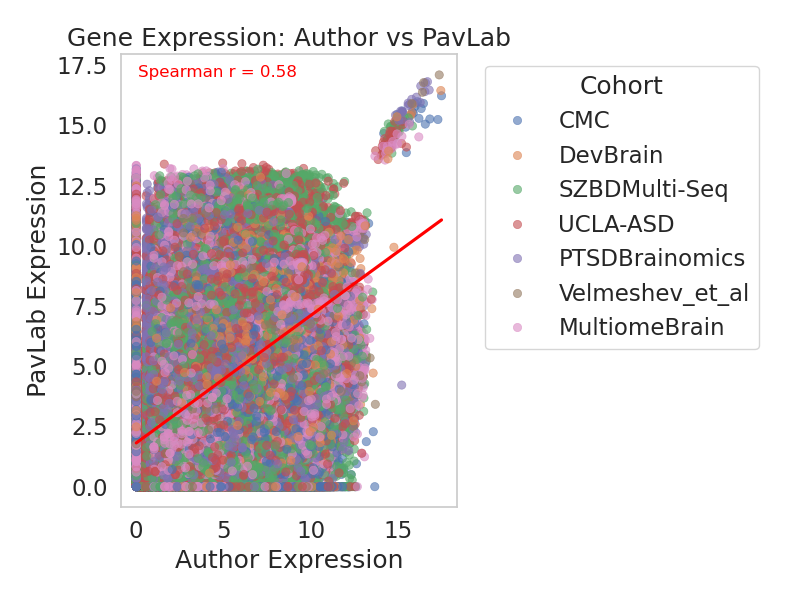 Gene Expression: Author vs PavLab
Spearman r = 0.58
17.5
15.0
12.5
10.0
7.5
5.0
2.5
0.0
PavLab Expression
0 5 10 15
Author Expression
Cohort
CMC
DevBrain
SZBDMulti-Seq
UCLA-ASD
PTSDBrainomics
Velmeshev_et_al
MultiomeBrain